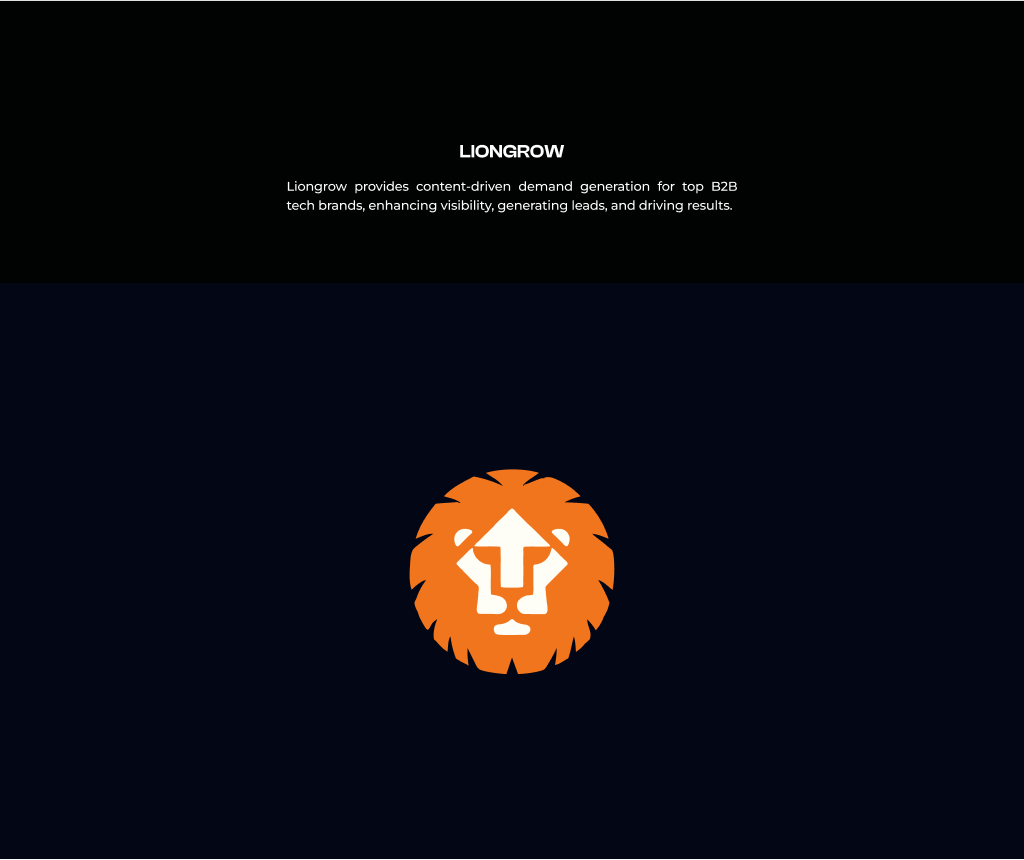 LIONGROW
Liongrow provides content-driven demand generation for top B2B
tech brands, enhancing visibility, generating leads, and driving results.